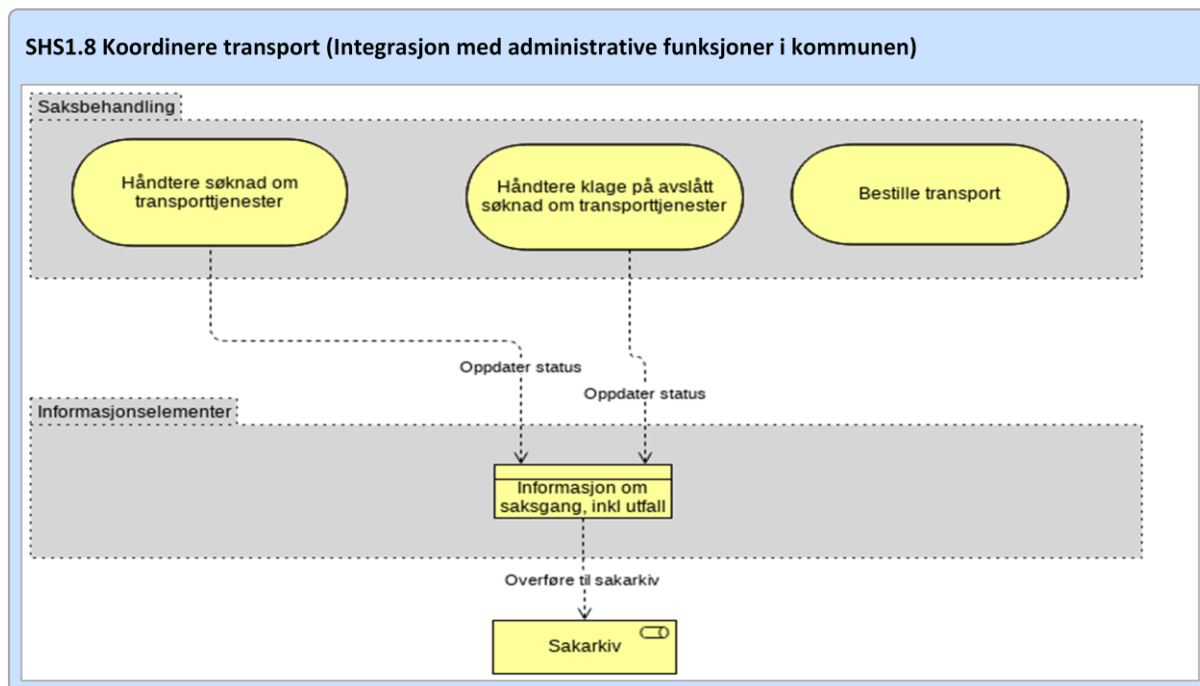 SHS1.8 Koordinere transport (Integrasjon med administrative funksjoner i kommunen)
Saksbehandling
Håndtere søknad om
transporttjenester
Håndtere klage på avslått
søknad om transporttjenester
Bestille transport
Oppdater status
Oppdater status
Informasjonselementer
Informasjon om
saksgang, inkl utfall
Overføre til sakarkiv
Sakarkiv